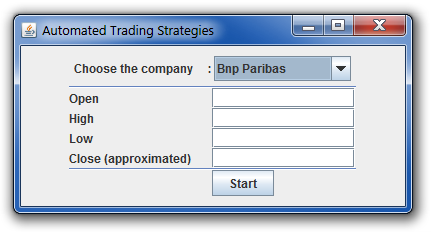 Automated Trading Strategies
Choose the company : Bnp Paribas
Open
High
Low
Close (approximated)
Start